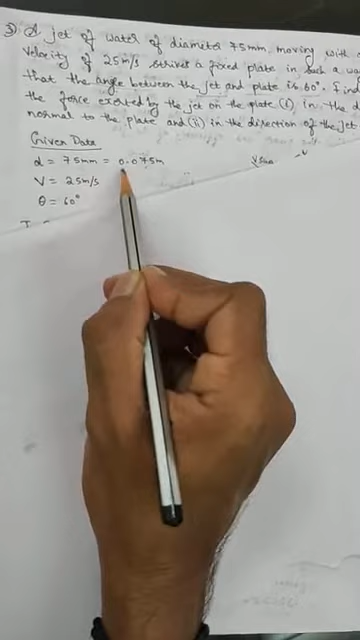 3) A jet of water of diameter 75mm, moving with a
velocity of 25m/s strikes a fixed plate in such a wa
that the angle between the jet and plate is 60°. Find
the force exerted by the jet on the plate (i) in the di
normal to the plate and (ii) in the direction of the jet
Given Data
d = 75mm = 0.075m
V = 25m/s
θ = 60°